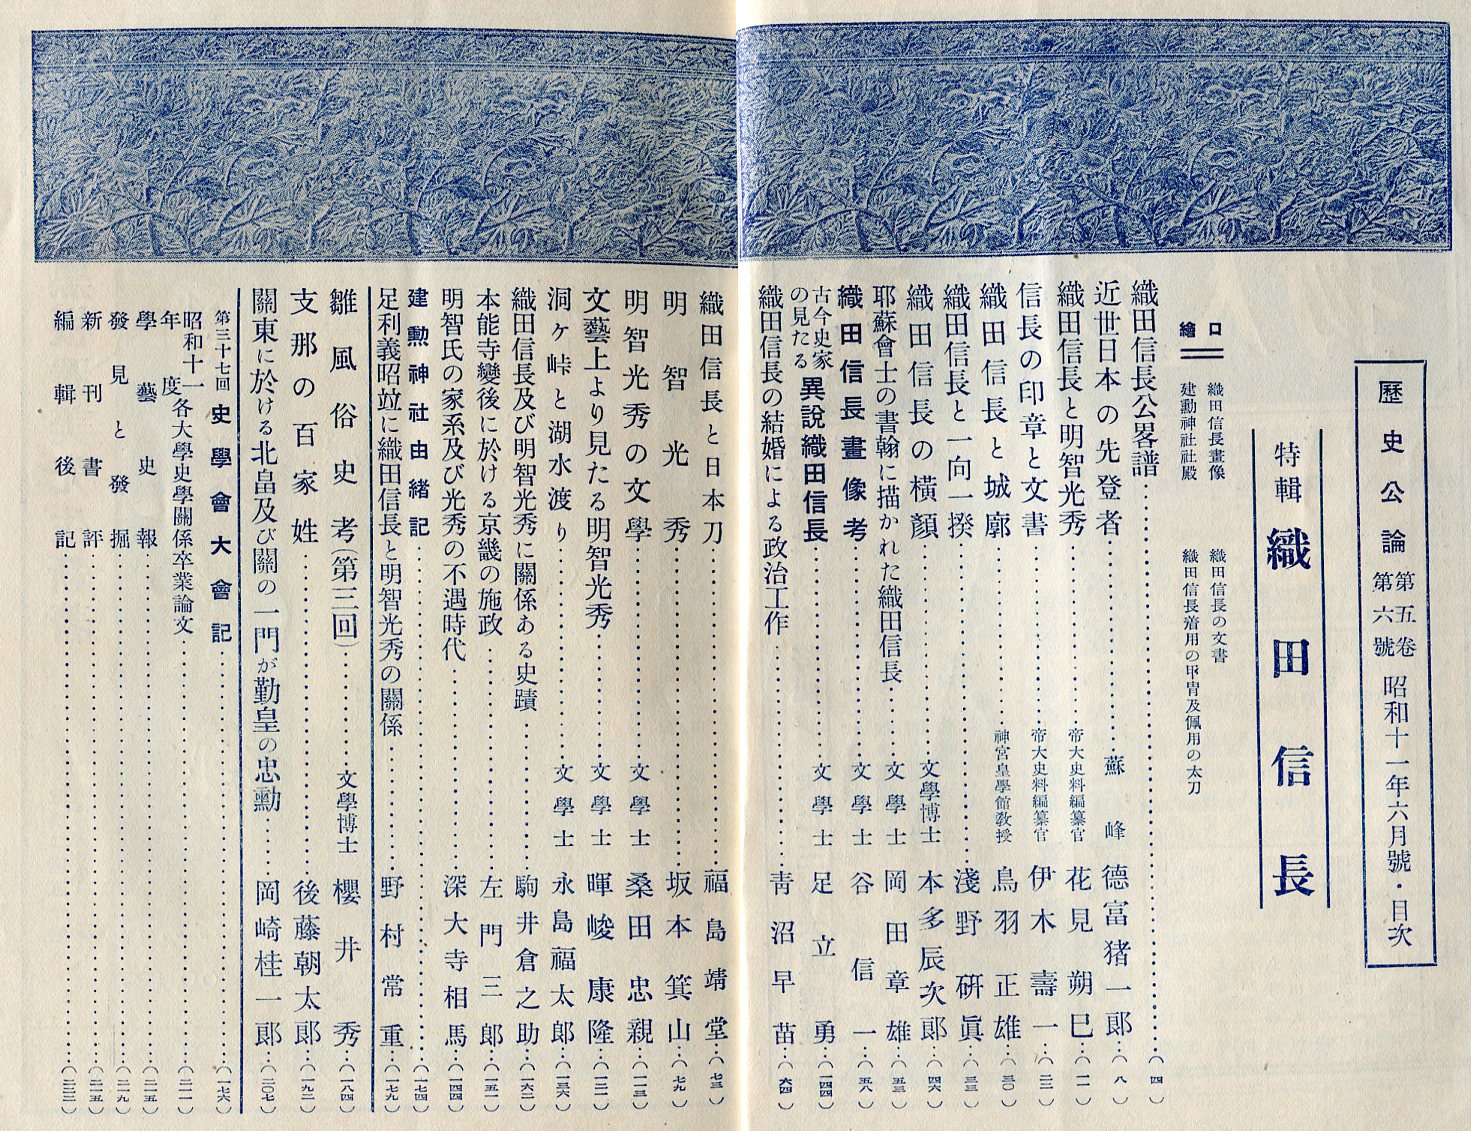 歷史公論 第五卷第六號 昭和十一年六月號・目次
特輯 織田信長
口繪
織田信長畫像
建勳神社社殿
織田信長の文書
織田信長着用の甲冑及佩用の太刀
織田信長公畧譜……(四)
近世日本の先登者……蘇峰 德富猪一郞…(八)
織田信長と明智光秀……帝大史料編纂官 花見朔巳…(一一)
信長の印章と文書……帝大史料編纂官 伊木壽一…(二二)
織田信長と城廓……神宮皇學館敎授 鳥羽正雄…(三〇)
織田信長と一向一揆……淺野硏眞…(三三)
織田信長の橫顏……文學博士 本多辰次郞…(四六)
耶蘇會士の書翰に描かれた織田信長……文學士 岡田章雄…(五三)
織田信長畫像考……文學士 谷信一…(五八)
古今史家の見たる 異說織田信長……文學士 足立勇…(一四四)
織田信長の結婚による政治工作……靑沼早苗…(六四)
織田信長と日本刀……福島靖堂…(七三)
明智光秀……坂本箕山…(七九)
明智光秀の文學……文學士 桑田忠親…(一一三)
文藝上より見たる明智光秀……文學士 暉峻康隆…(一二一)
洞ヶ峠と湖水渡り……文學士 永島福太郞…(一三六)
織田信長及び明智光秀に關係ある史蹟……駒井倉之助…(一六二)
本能寺變後に於ける京畿の施政……左門三郞…(一五一)
明智氏の家系及び光秀の不遇時代……深大寺相馬…(一四四)
建勳神社由緖記……(一七四)
足利義昭竝に織田信長と明智光秀の關係……野村常重…(一七九)
雛風俗史考(第三回)……文學博士 櫻井秀…(一八四)
支那の百家姓……後藤朝太郞…(一九二)
關東に於ける北畠及び關の一門が勤皇の忠勳……岡崎桂一郞…(二〇七)
第三十七回 史學會大會記……(一七六)
昭和十一年度 各大學史學關係卒業論文……(二一一)
學藝史報……(二一五)
發見と發掘……(二一九)
新刊書評……(二二五)
編輯後記……(二三二)